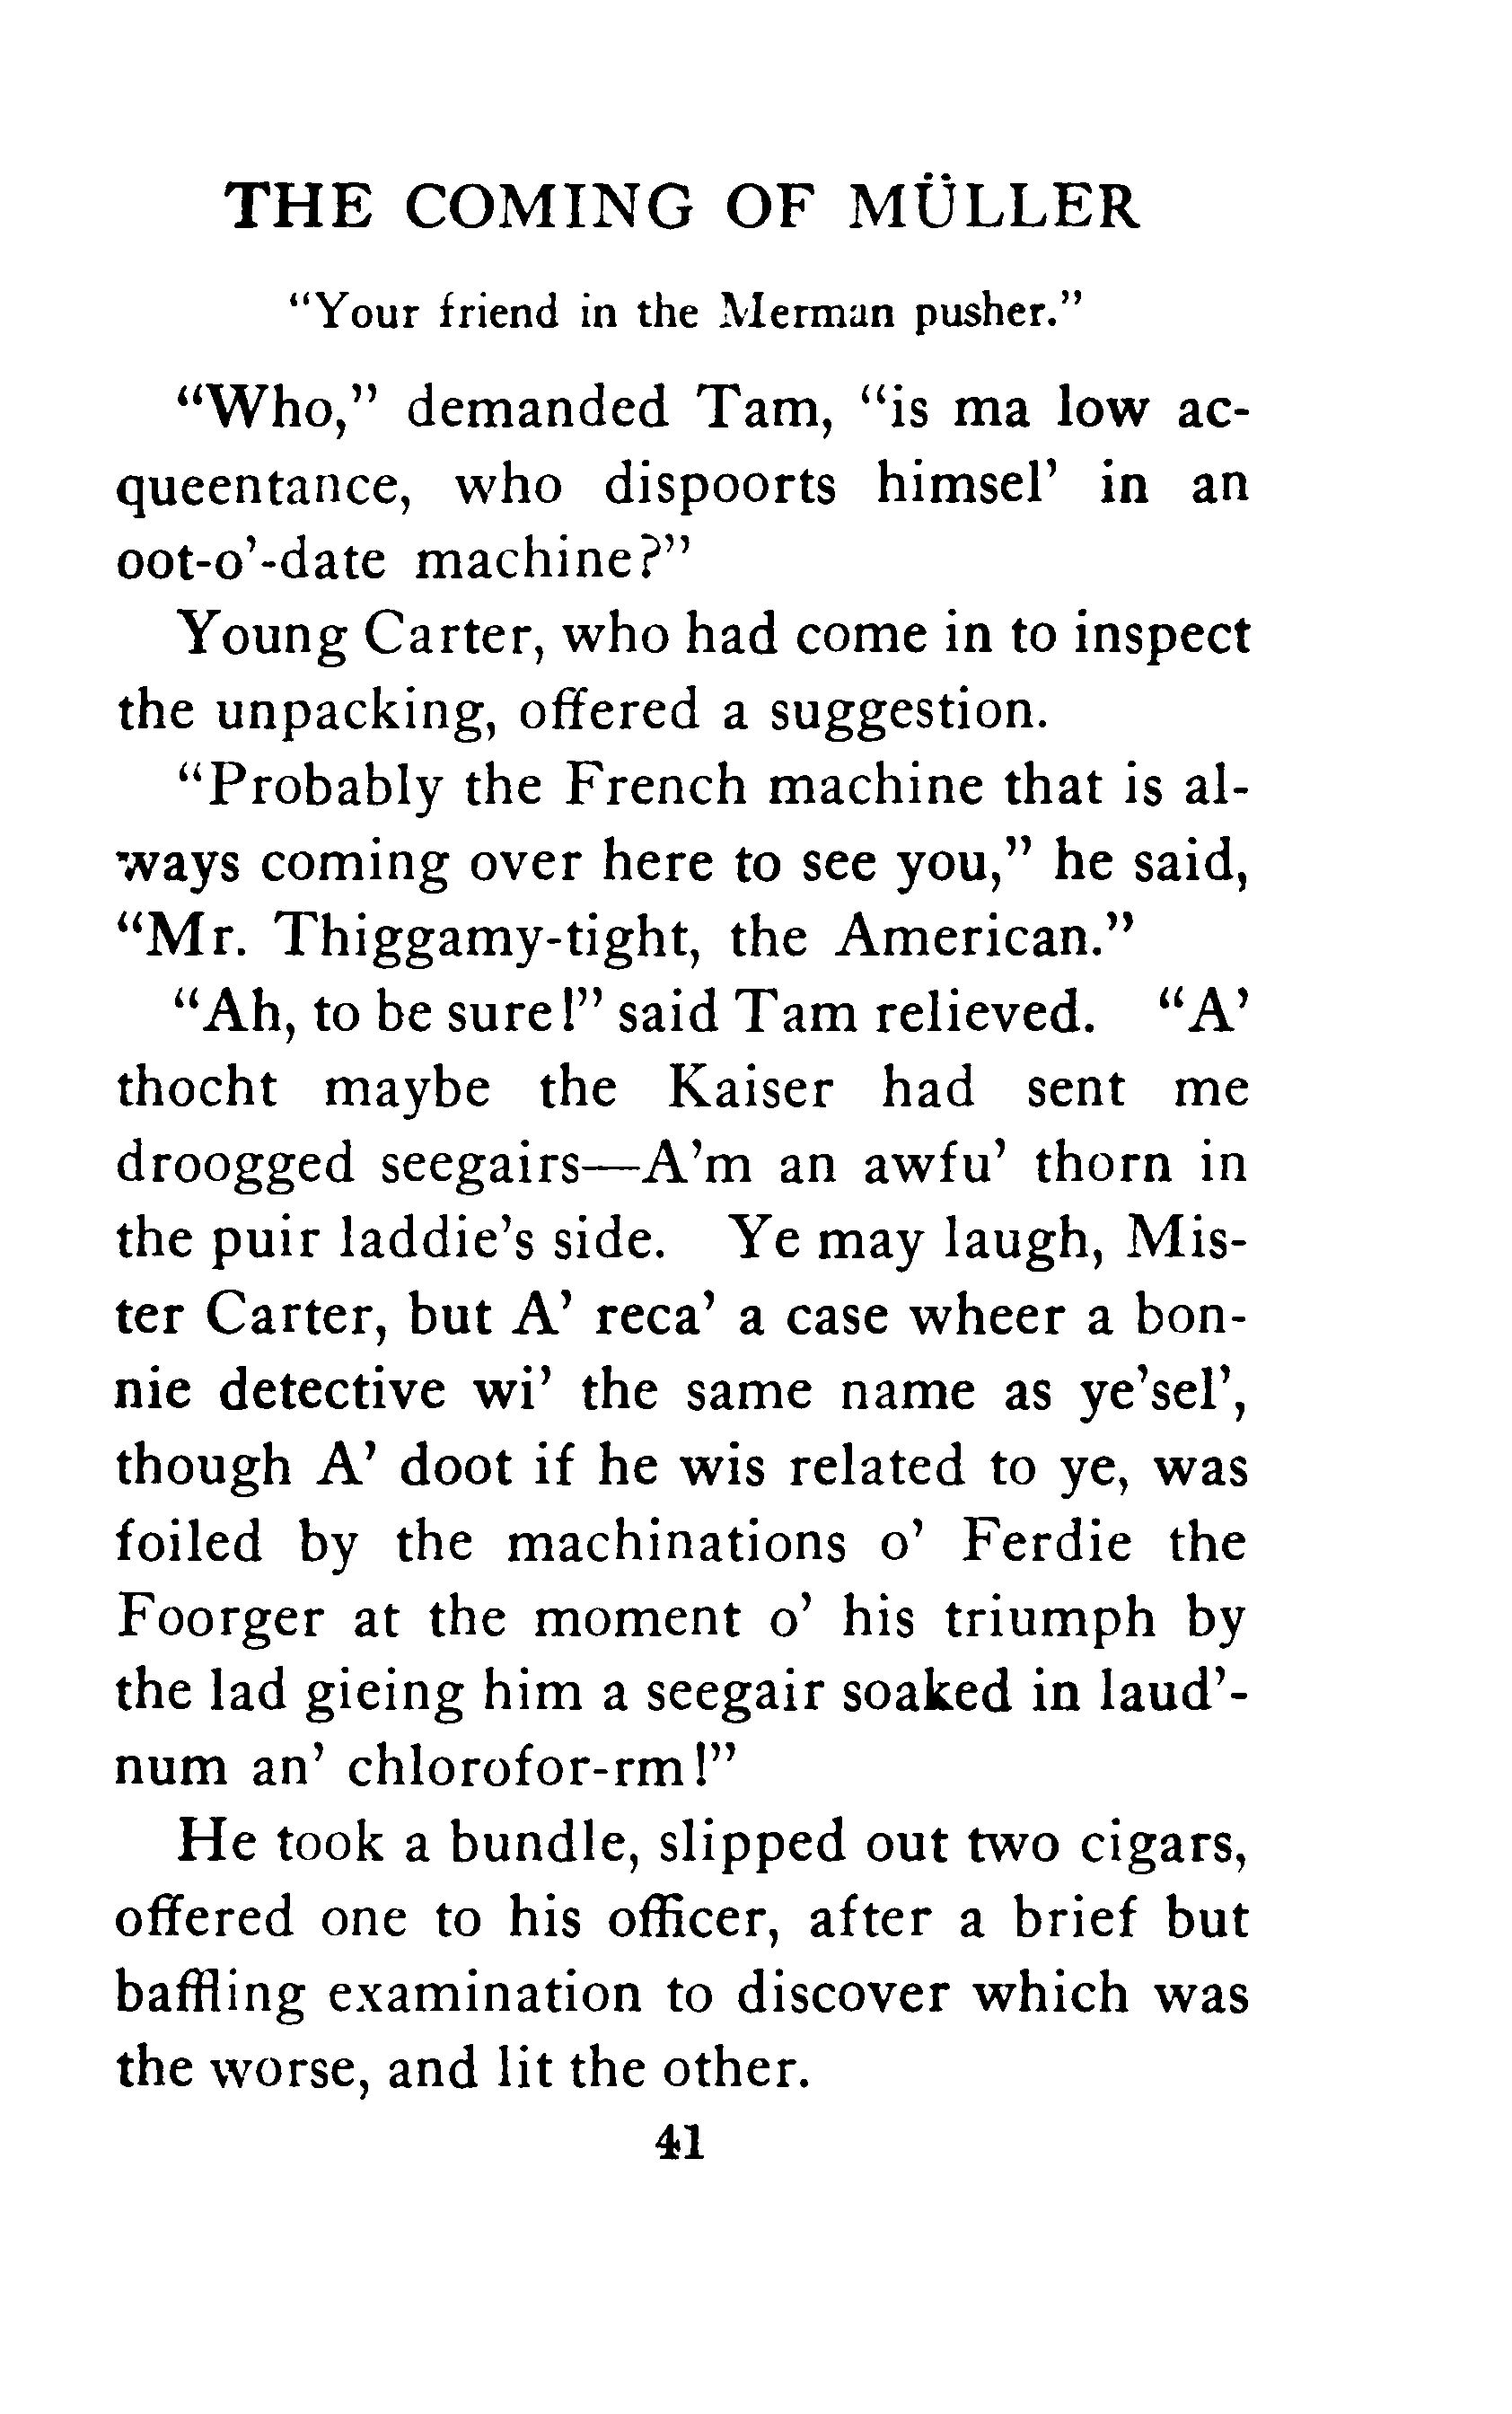 THE COMING OF MÜLLER
"Your friend in the Merman pusher."
"Who," demanded Tam, "is ma low ac-
queentance, who dispoorts himsel' in an
oot-o'-date machine?"
Young Carter, who had come in to inspect
the unpacking, offered a suggestion.
"Probably the French machine that is al-
ways coming over here to see you," he said,
"Mr. Thiggamy-tight, the American."
"Ah, to be sure!" said Tam relieved. "A'
thocht maybe the Kaiser had sent me
droogged seegairs—A'm an awfu' thorn in
the puir laddie's side. Ye may laugh, Mis-
ter Carter, but A' reca' a case wheer a bon-
nie detective wi' the same name as ye'sel',
though A' doot if he wis related to ye, was
foiled by the machinations o' Ferdie the
Foorger at the moment o' his triumph by
the lad gieing him a seegair soaked in laud'-
num an' chlorofor-rm!"
He took a bundle, slipped out two cigars,
offered one to his officer, after a brief but
baffling examination to discover which was
the worse, and lit the other.
41